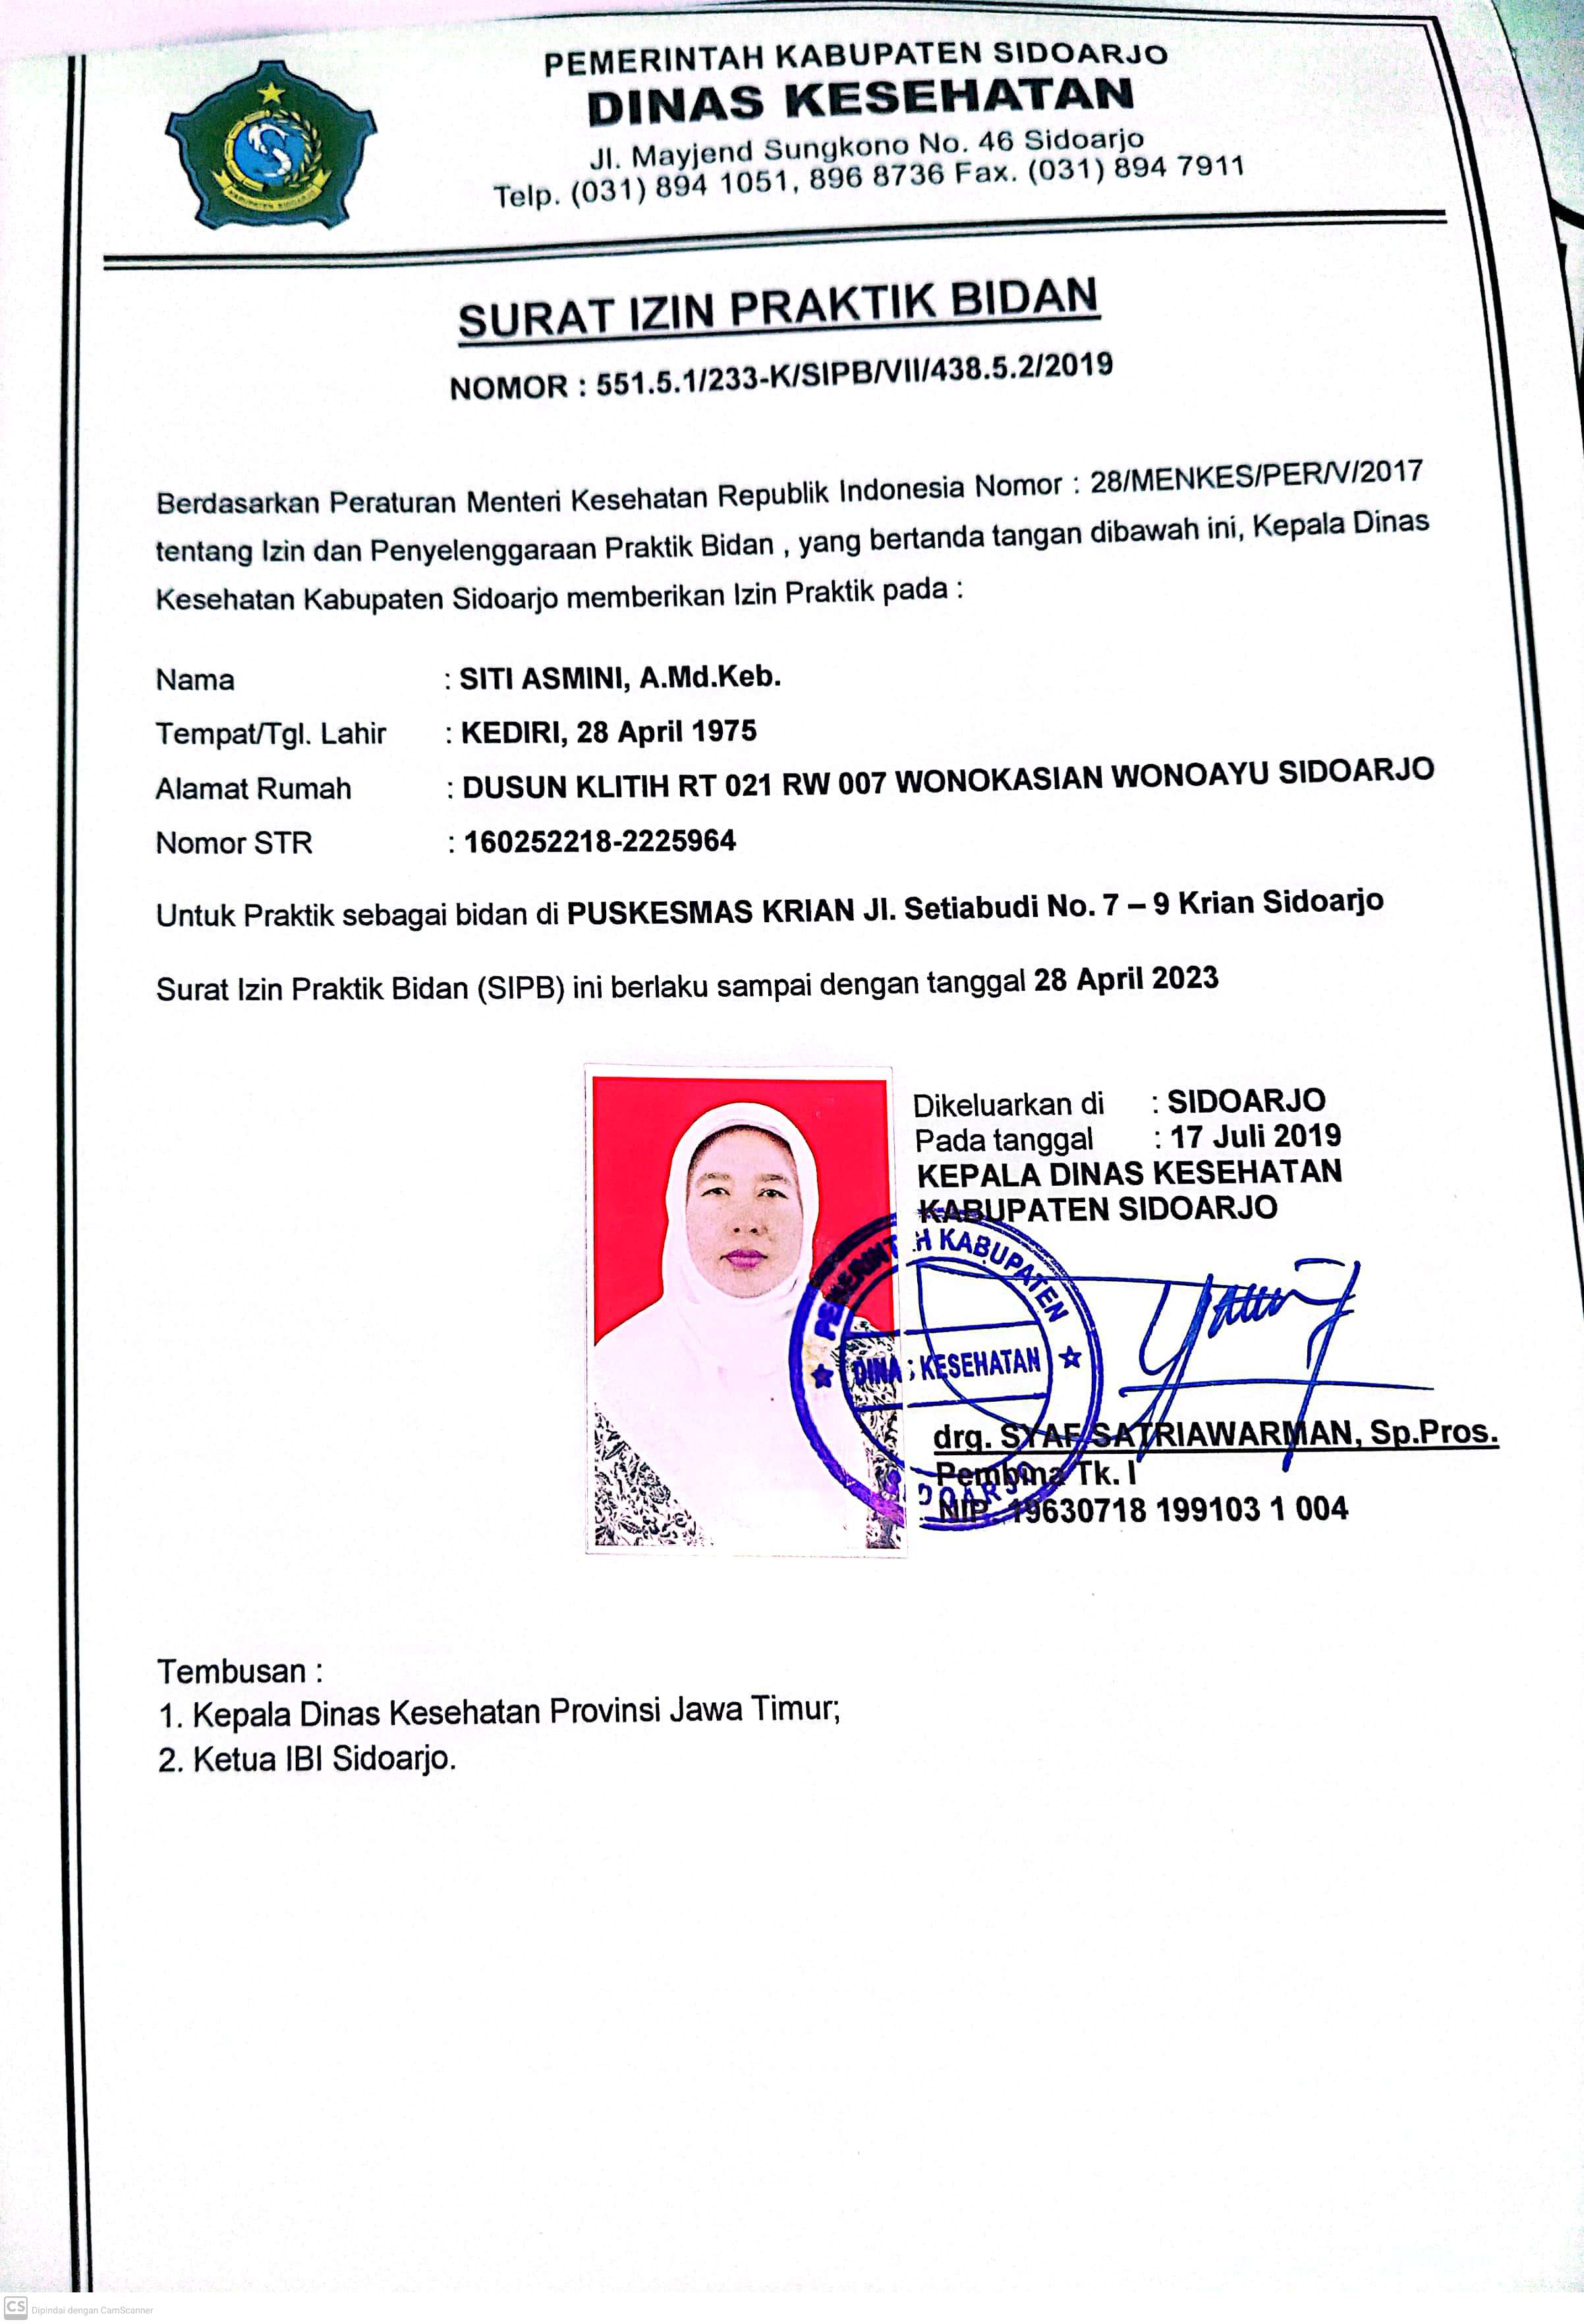 PEMERINTAH KABUPATEN SIDOARJO
DINAS KESEHATAN
Jl. Mayjend Sungkono No. 46 Sidoarjo
Telp. (031) 894 1051, 896 8736 Fax. (031) 894 7911
KABUPATEN SIDOARJO
SURAT IZIN PRAKTIK BIDAN
NOMOR : 551.5.1/233-K/SIPB/VII/438.5.2/2019
Berdasarkan Peraturan Menteri Kesehatan Republik Indonesia Nomor : 28/MENKES/PER/V/2017
tentang Izin dan Penyelenggaraan Praktik Bidan , yang bertanda tangan dibawah ini, Kepala Dinas
Kesehatan Kabupaten Sidoarjo memberikan Izin Praktik pada :
Nama : SITI ASMINI, A.Md.Keb.
Tempat/Tgl. Lahir : KEDIRI, 28 April 1975
Alamat Rumah : DUSUN KLITIH RT 021 RW 007 WONOKASIAN WONOAYU SIDOARJO
Nomor STR : 160252218-2225964
Untuk Praktik sebagai bidan di PUSKESMAS KRIAN Jl. Setiabudi No. 7 – 9 Krian Sidoarjo
Surat Izin Praktik Bidan (SIPB) ini berlaku sampai dengan tanggal 28 April 2023
Dikeluarkan di : SIDOARJO
Pada tanggal : 17 Juli 2019
KEPALA DINAS KESEHATAN
KABUPATEN SIDOARJO
PEMERINTAH KABUPATEN
DINAS KESEHATAN
drg. SYAF SATRIAWARMAN, Sp.Pros.
Pembina Tk. I
NIP. 19630718 199103 1 004
Tembusan :
1. Kepala Dinas Kesehatan Provinsi Jawa Timur;
2. Ketua IBI Sidoarjo.
CS Dipindai dengan CamScanner